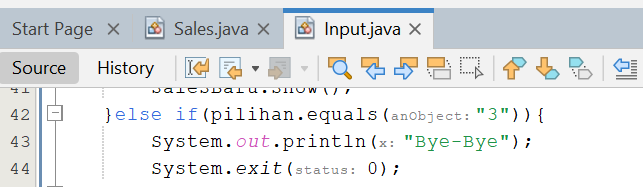 Start Page × Sales.java × Input.java ×
Source History
41 SalesBaru.show();
42 }else if(pilihan.equals(anObject: "3")){
43 System.out.println(x: "Bye-Bye");
44 System.exit(status: 0);